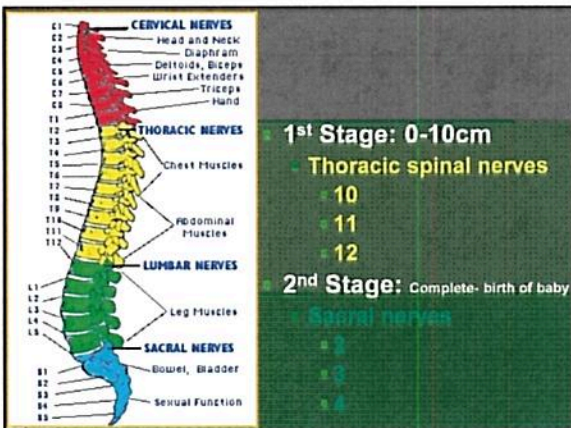 CERVICAL NERVES
Head and Neck
Diaphram
Deltoids, Biceps
Wrist Extenders
Triceps
Hand
THORACIC NERVES
Chest Muscles
Abdominal
Muscles
LUMBAR NERVES
Leg Muscles
SACRAL NERVES
Bowel, Bladder
Sexual Function
C1
C2
C3
C4
C5
C6
C7
C8
T1
T2
T3
T4
T5
T6
T7
T8
T9
T10
T11
T12
L1
L2
L3
L4
L5
S1
S2
S3
S4
S5
1st Stage: 0-10cm
Thoracic spinal nerves
10
11
12
2nd Stage: Complete- birth of baby
Sacral nerves
2
3
4